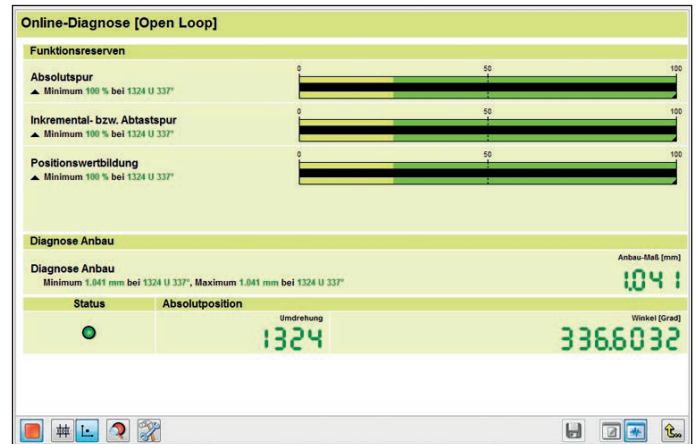 Online-Diagnose [Open Loop]
Funktionsreserven
Absolutspur
Minimum 100 % bei 1324 U 337°
0 50 100
Inkremental- bzw. Abtastspur
Minimum 100 % bei 1324 U 337°
0 50 100
Positionswertbildung
Minimum 100 % bei 1324 U 337°
0 50 100
Diagnose Anbau
Anbau-Maß [mm]
Diagnose Anbau
Minimum 1.041 mm bei 1324 U 337°, Maximum 1.041 mm bei 1324 U 337°
1.041
Status Absolutposition
Umdrehung Winkel [Grad]
1324 336.6032